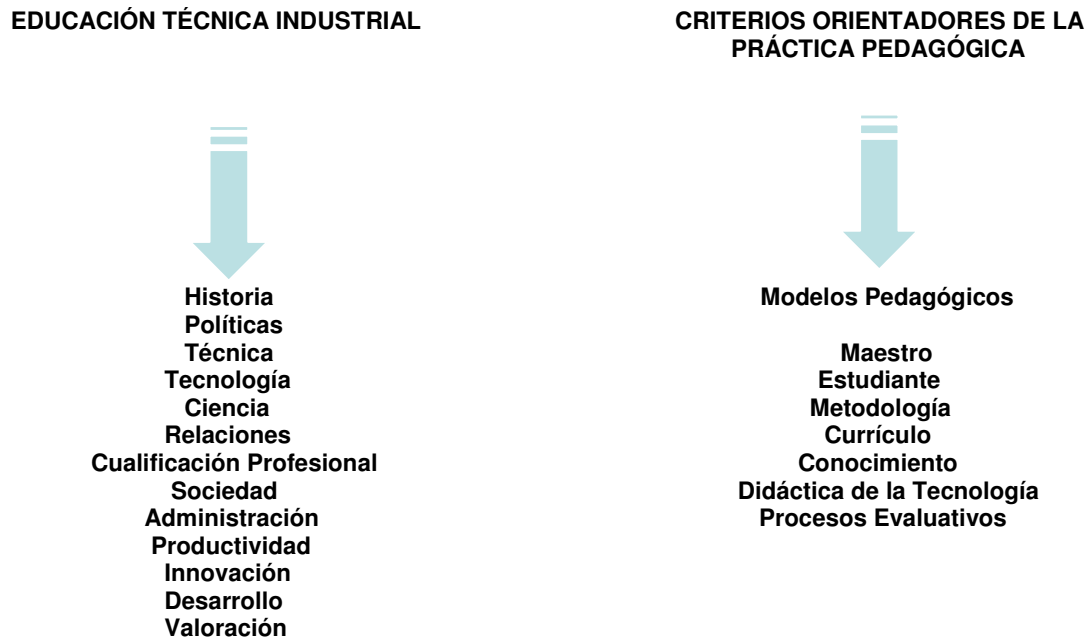 EDUCACIÓN TÉCNICA INDUSTRIAL
Historia
Políticas
Técnica
Tecnología
Ciencia
Relaciones
Cualificación Profesional
Sociedad
Administración
Productividad
Innovación
Desarrollo
Valoración
CRITERIOS ORIENTADORES DE LA
PRÁCTICA PEDAGÓGICA
Modelos Pedagógicos
Maestro
Estudiante
Metodología
Currículo
Conocimiento
Didáctica de la Tecnología
Procesos Evaluativos